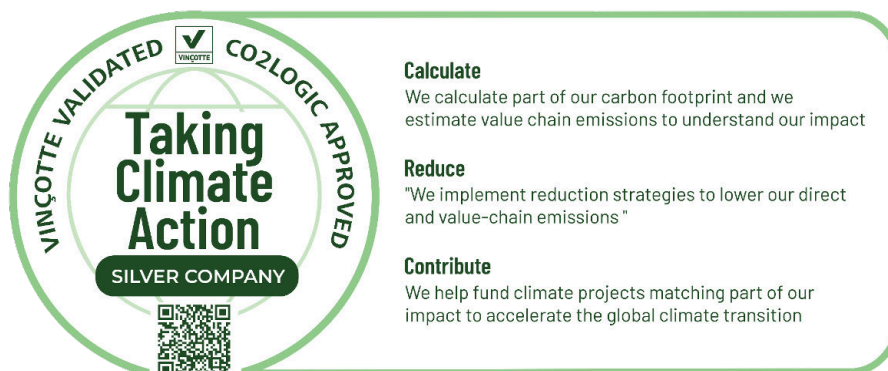 VINÇOTTE VALIDATED
VINÇOTTE
CO2LOGIC APPROVED
Taking
Climate
Action
SILVER COMPANY
Calculate
We calculate part of our carbon footprint and we
estimate value chain emissions to understand our impact
Reduce
"We implement reduction strategies to lower our direct
and value-chain emissions "
Contribute
We help fund climate projects matching part of our
impact to accelerate the global climate transition